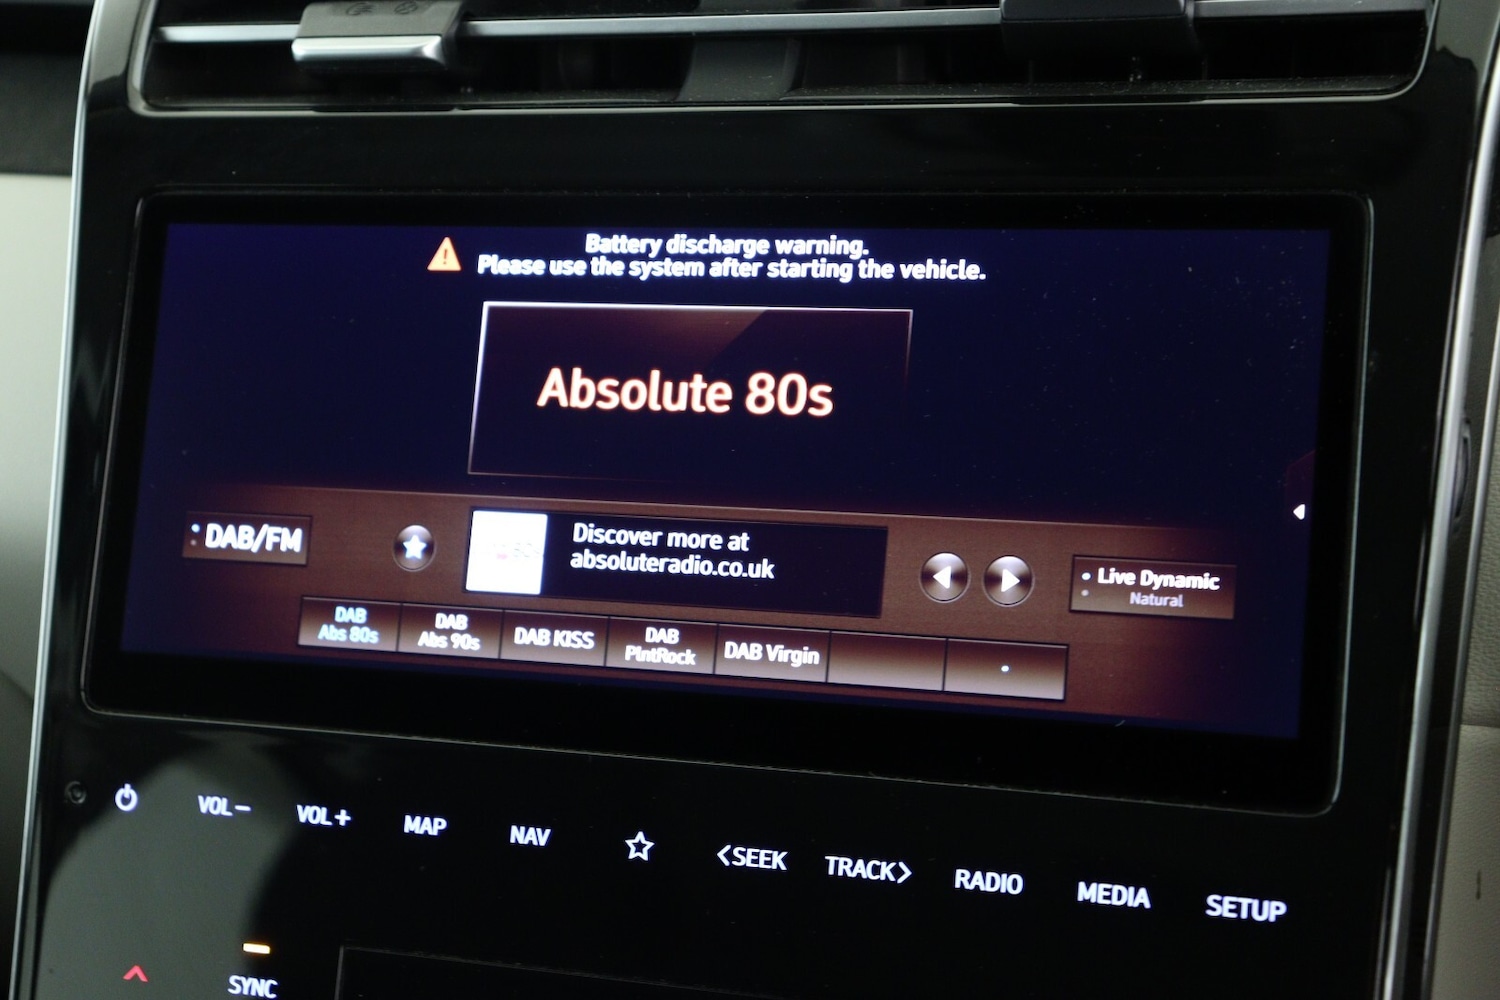 Battery discharge warning.
Please use the system after starting the vehicle.
Absolute 80s
DAB/FM
Discover more at
absoluteradio.co.uk
Live Dynamic
Natural
DAB
Abs 80s
DAB
Abs 90s
DAB KISS
DAB
PlntRock
DAB Virgin
VOL−
VOL+
MAP
NAV
<SEEK
TRACK>
RADIO
MEDIA
SETUP
SYNC